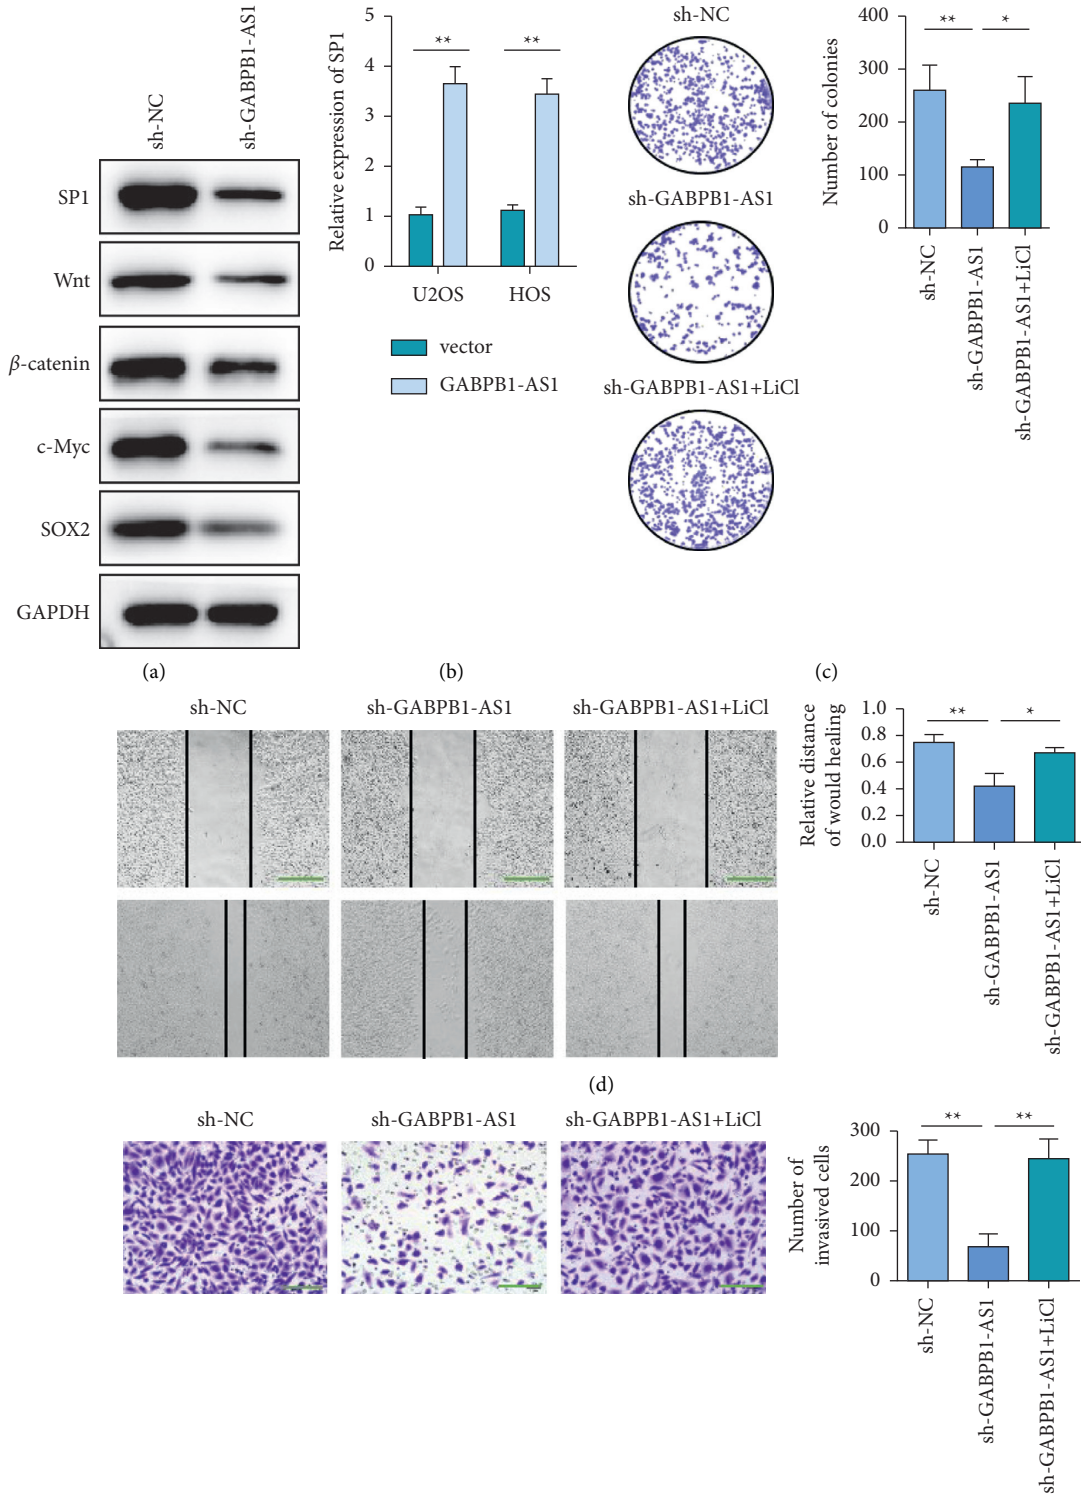 sh-NC
sh-GABPB1-AS1
SP1
Wnt
β-catenin
c-Myc
SOX2
GAPDH
(a)
Relative expression of SP1
5
4
3
2
1
0
**
**
U2OS
HOS
vector
GABPB1-AS1
(b)
sh-NC
sh-GABPB1-AS1
sh-GABPB1-AS1+LiCl
Number of colonies
400
300
200
100
0
**
*
sh-NC
sh-GABPB1-AS1
sh-GABPB1-AS1+LiCl
(c)
sh-NC
sh-GABPB1-AS1
sh-GABPB1-AS1+LiCl
Relative distance
of would healing
1.0
0.8
0.6
0.4
0.2
0.0
**
*
sh-NC
sh-GABPB1-AS1
sh-GABPB1-AS1+LiCl
(d)
sh-NC
sh-GABPB1-AS1
sh-GABPB1-AS1+LiCl
Number of
invasived cells
300
200
100
0
**
**
sh-NC
sh-GABPB1-AS1
sh-GABPB1-AS1+LiCl